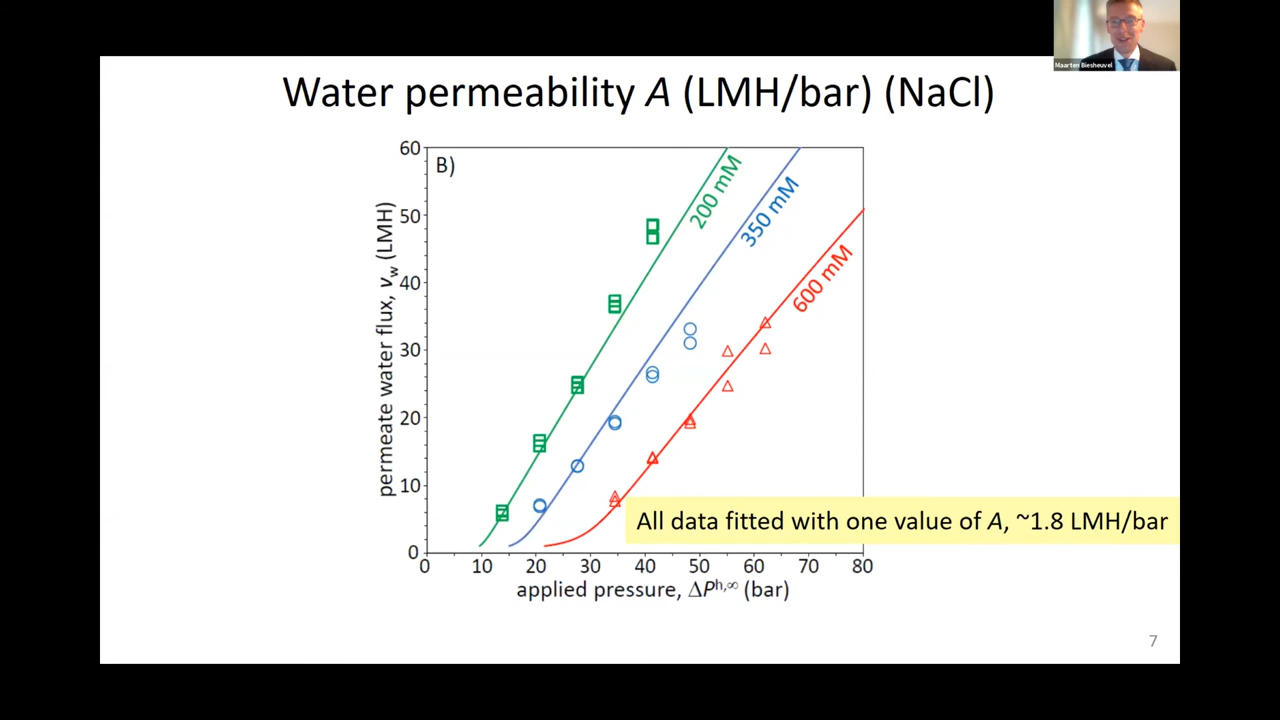 Maarten Biesheuvel
Water permeability A (LMH/bar) (NaCl)
B)
60
50
40
30
20
10
0
permeate water flux, vw (LMH)
200 mM
350 mM
600 mM
All data fitted with one value of A, ~1.8 LMH/bar
0 10 20 30 40 50 60 70 80
applied pressure, ΔPh,∞ (bar)
7